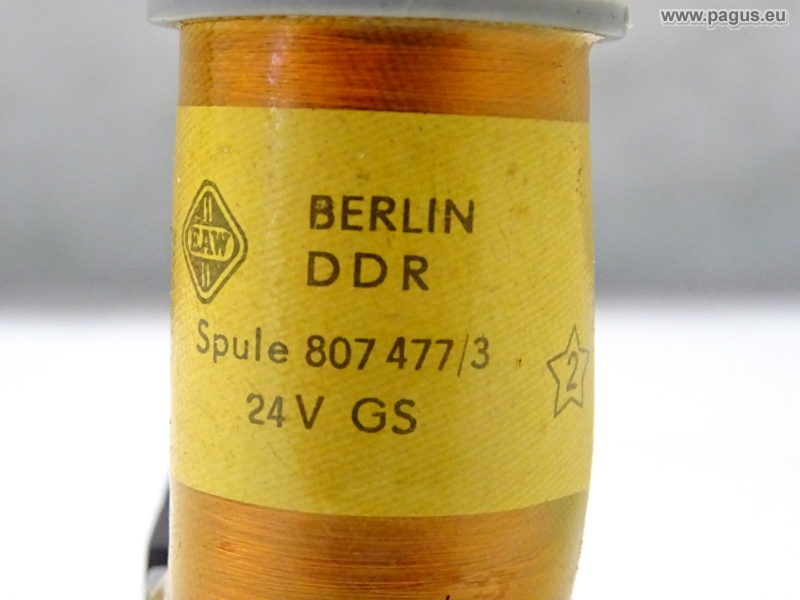 www.pagus.eu
EAW
BERLIN
DDR
Spule 807 477/3
2
24V GS